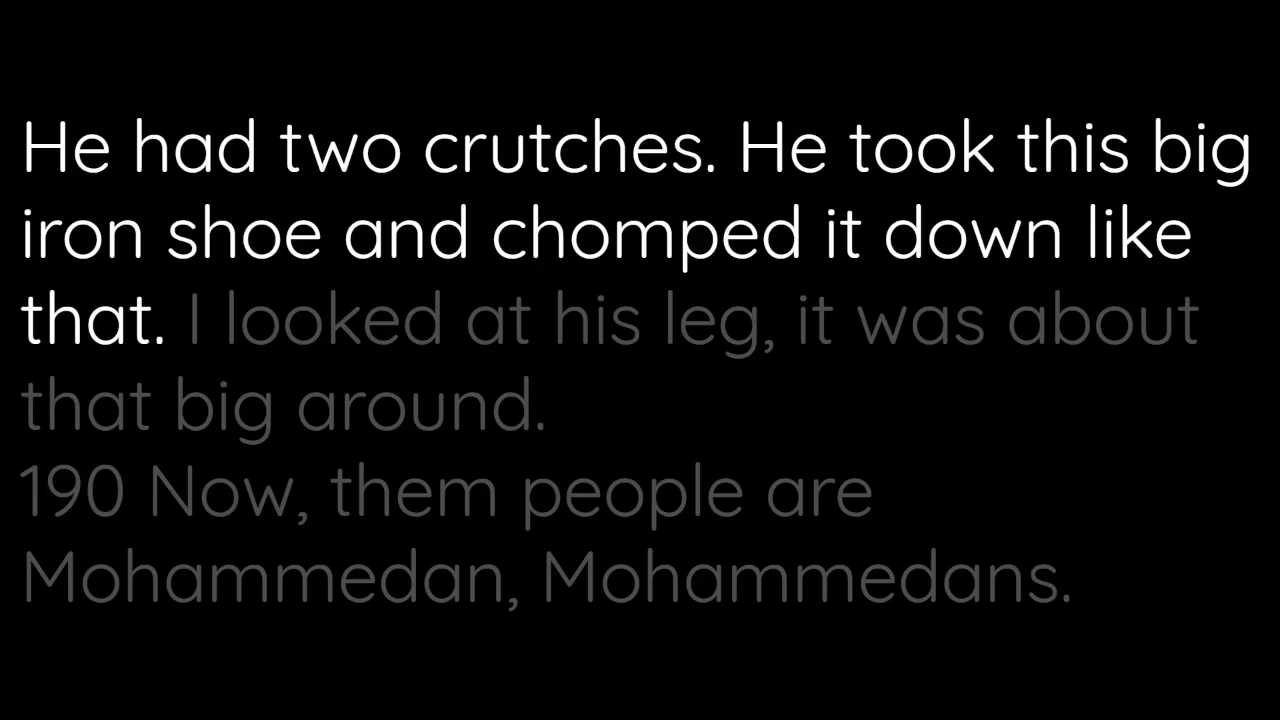 He had two crutches. He took this big
iron shoe and chomped it down like
that. I looked at his leg, it was about
that big around.
190 Now, them people are
Mohammedan, Mohammedans.